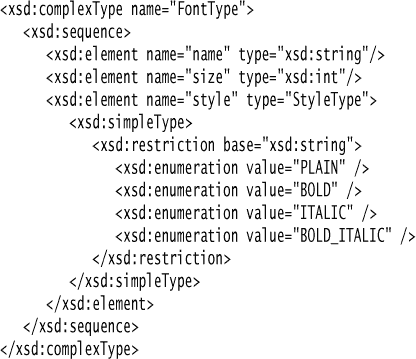 <xsd:complexType name="FontType">
   <xsd:sequence>
      <xsd:element name="name" type="xsd:string"/>
      <xsd:element name="size" type="xsd:int"/>
      <xsd:element name="style" type="StyleType">
         <xsd:simpleType>
            <xsd:restriction base="xsd:string">
               <xsd:enumeration value="PLAIN" />
               <xsd:enumeration value="BOLD" />
               <xsd:enumeration value="ITALIC" />
               <xsd:enumeration value="BOLD_ITALIC" />
            </xsd:restriction>
         </xsd:simpleType>
      </xsd:element>
   </xsd:sequence>
</xsd:complexType>